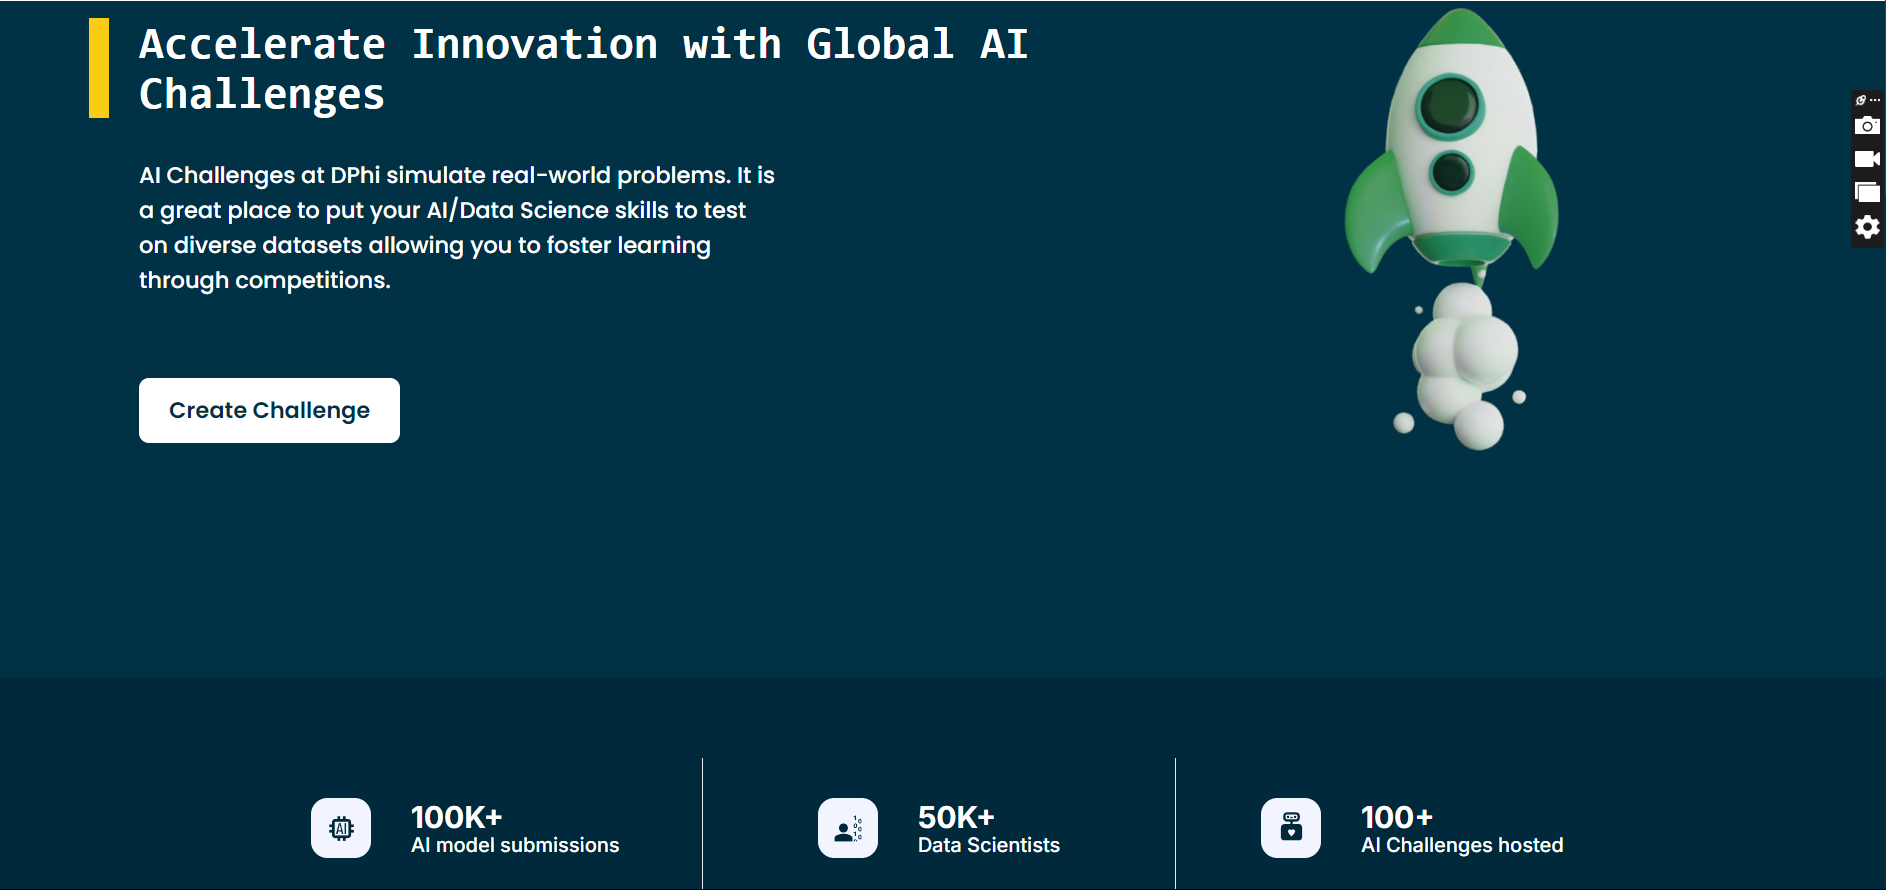 Accelerate Innovation with Global AI
Challenges
AI Challenges at DPhi simulate real-world problems. It is
a great place to put your AI/Data Science skills to test
on diverse datasets allowing you to foster learning
through competitions.
Create Challenge
AI
100K+
AI model submissions
50K+
Data Scientists
100+
AI Challenges hosted